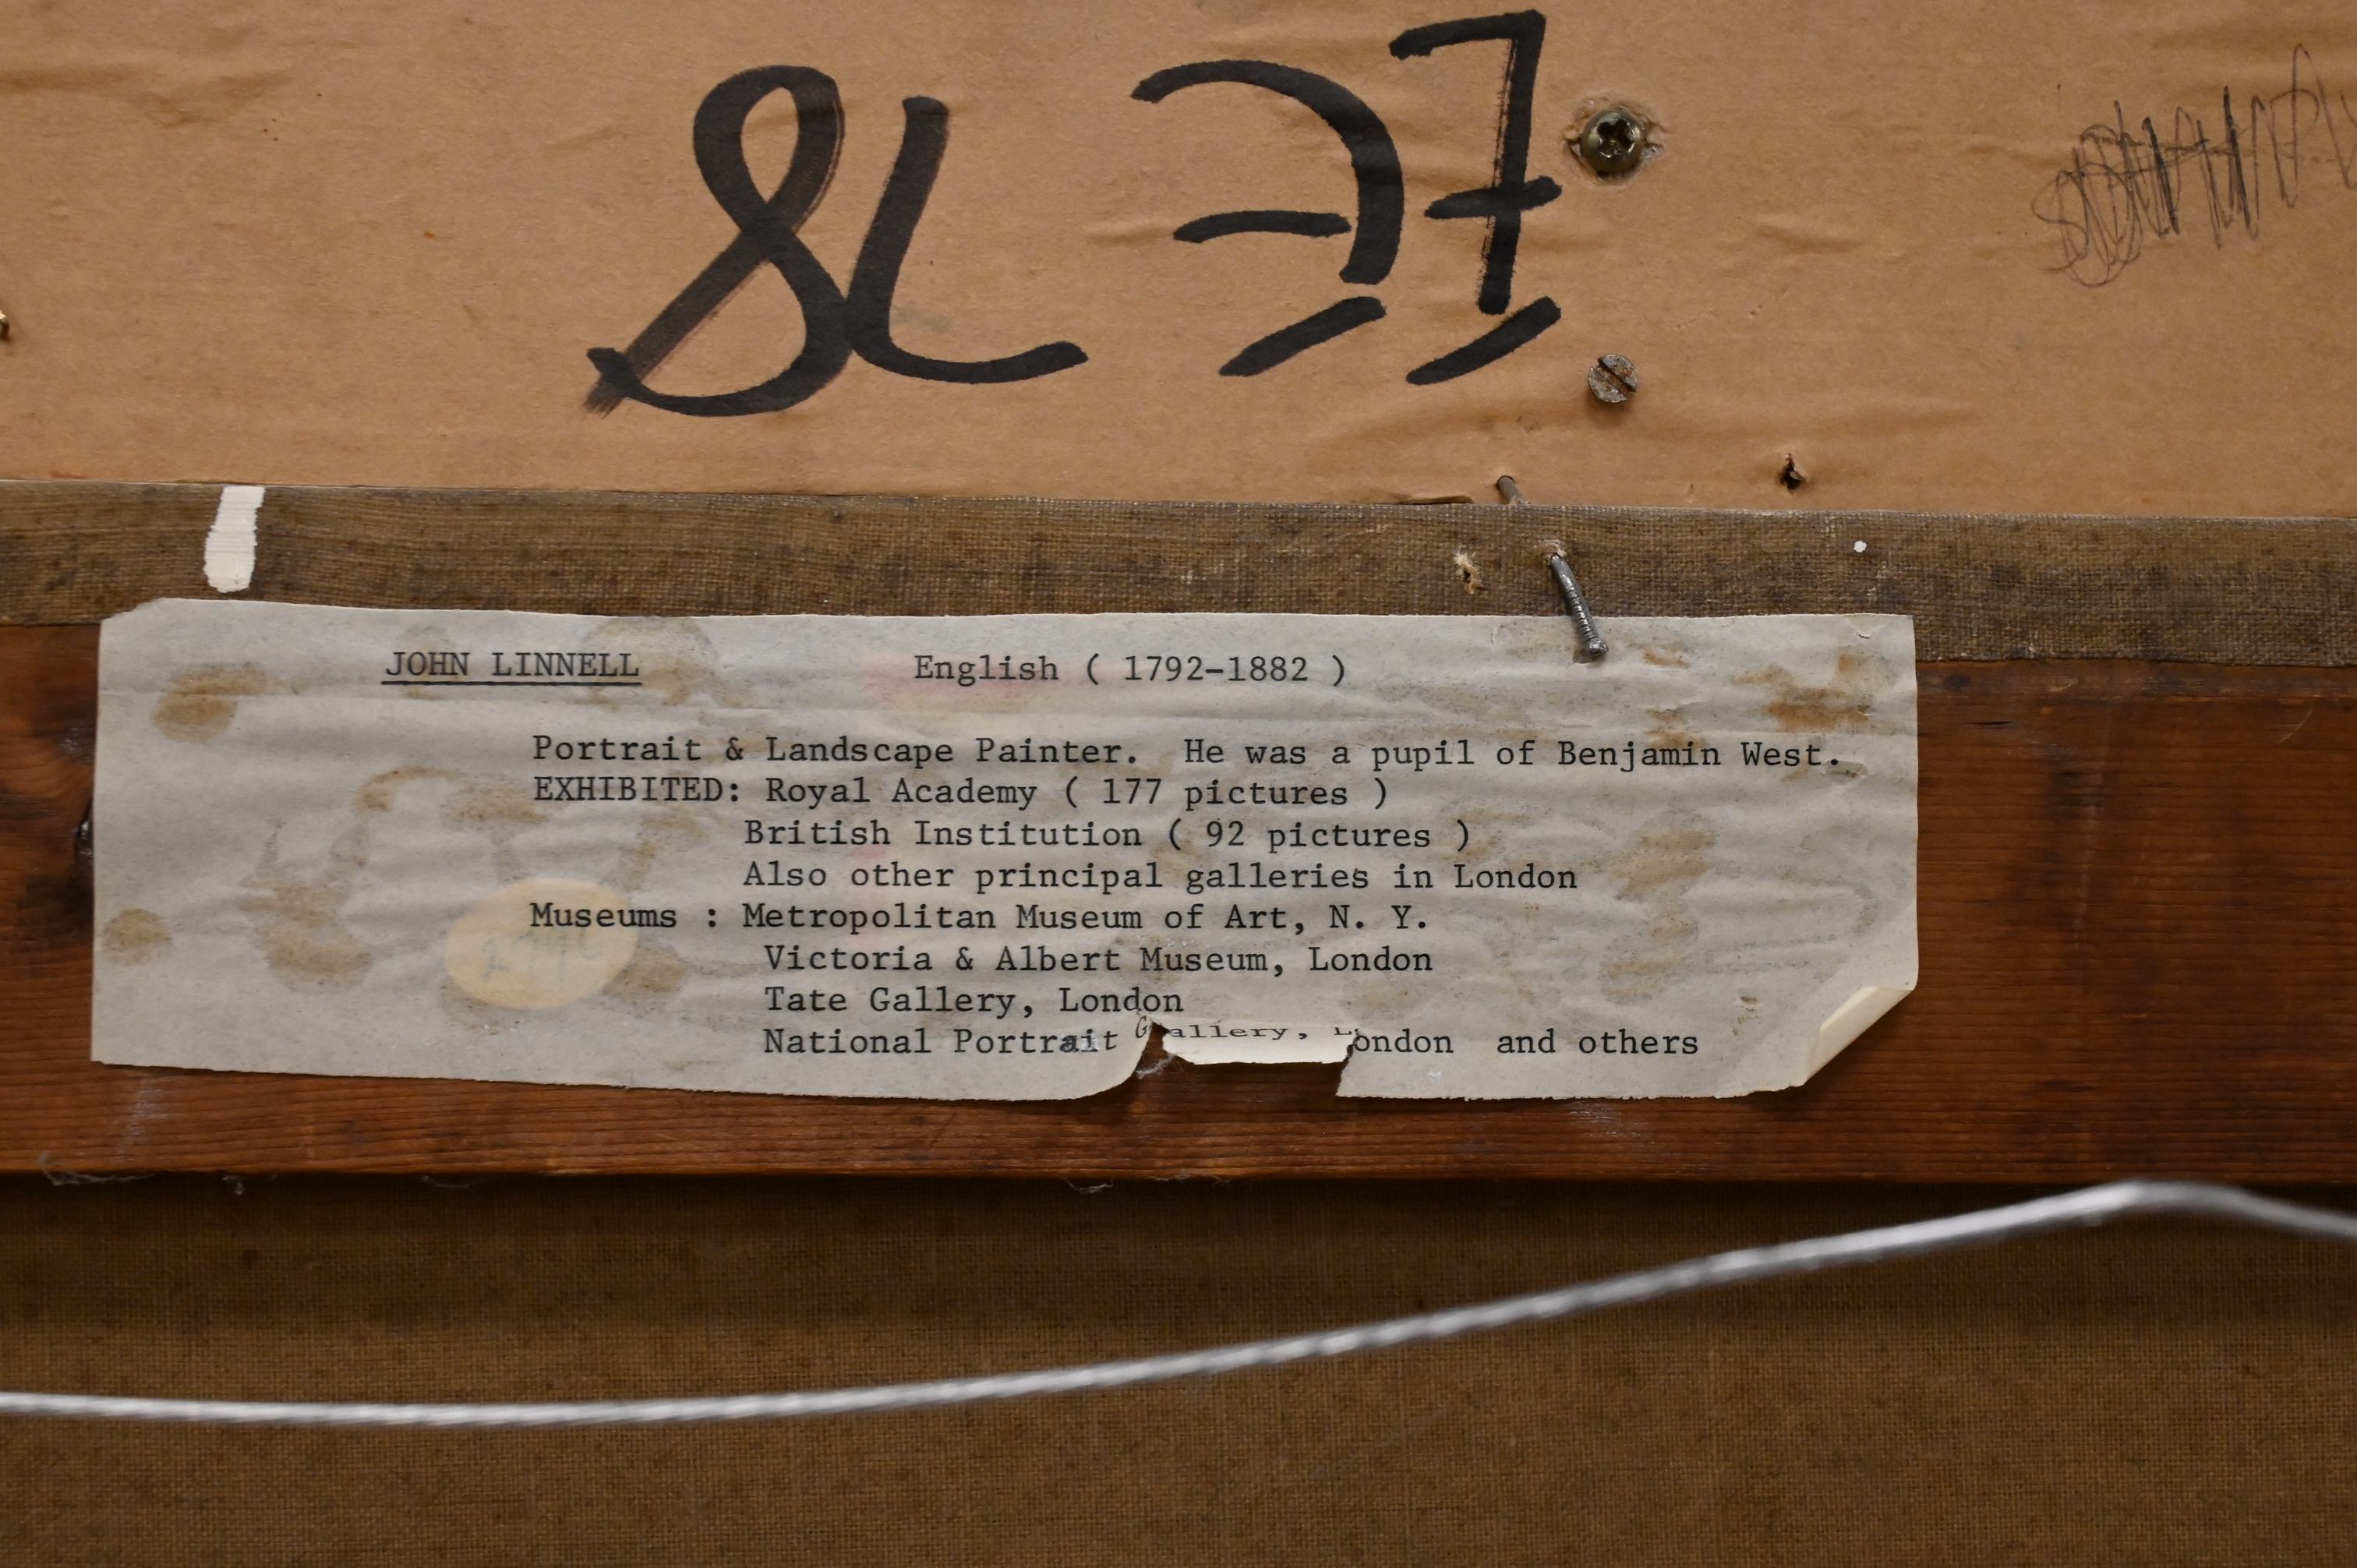 JOHN LINNELL English ( 1792-1882 )
Portrait & Landscape Painter. He was a pupil of Benjamin West.
EXHIBITED: Royal Academy ( 177 pictures )
British Institution ( 92 pictures )
Also other principal galleries in London
Museums : Metropolitan Museum of Art, N. Y.
Victoria & Albert Museum, London
Tate Gallery, London
National Portrait Gallery, London and others